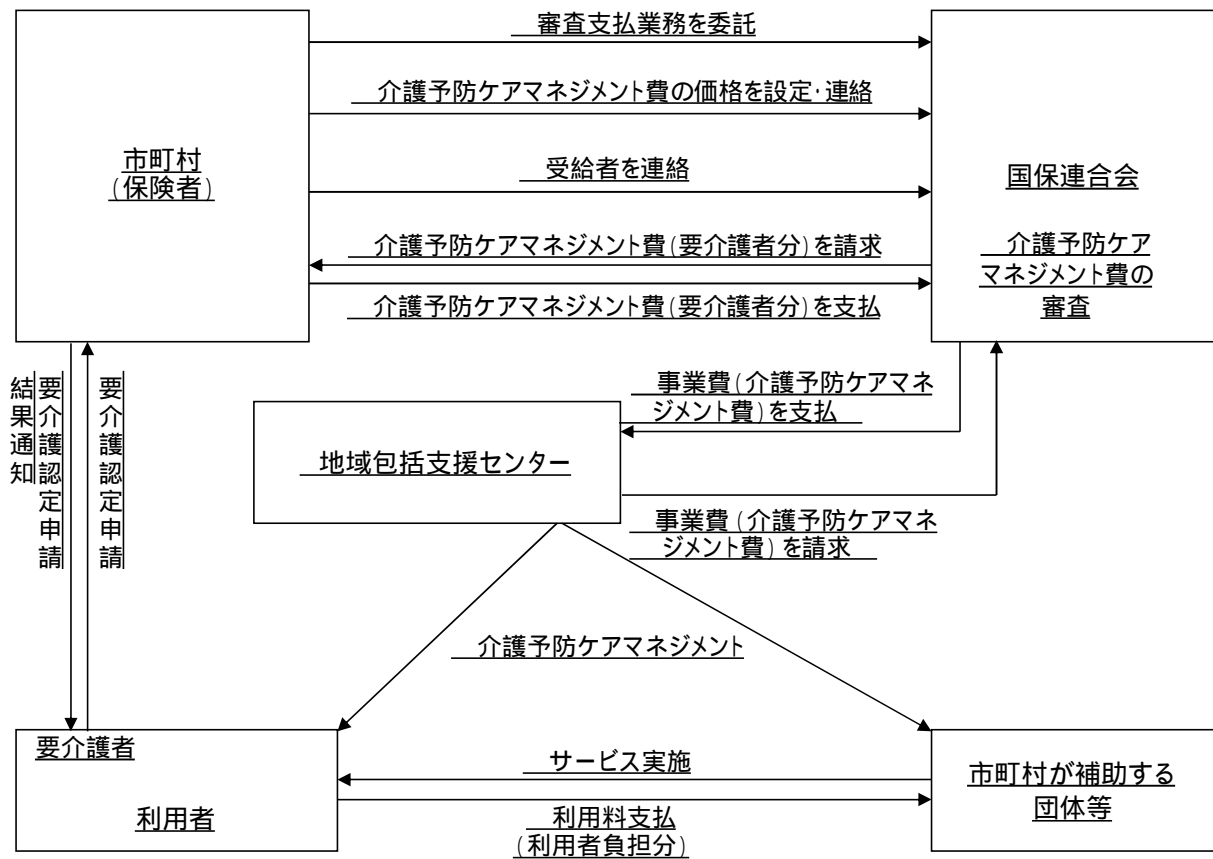 審査支払業務を委託
介護予防ケアマネジメント費の価格を設定・連絡
市町村
(保険者)
受給者を連絡
国保連合会
介護予防ケア
マネジメント費の
審査
介護予防ケアマネジメント費(要介護者分)を請求
介護予防ケアマネジメント費(要介護者分)を支払
要介護認定申請
結果通知
要介護認定申請
事業費(介護予防ケアマネ
ジメント費)を支払
地域包括支援センター
事業費(介護予防ケアマネ
ジメント費)を請求
介護予防ケアマネジメント
要介護者
利用者
サービス実施
利用料支払
(利用者負担分)
市町村が補助する
団体等